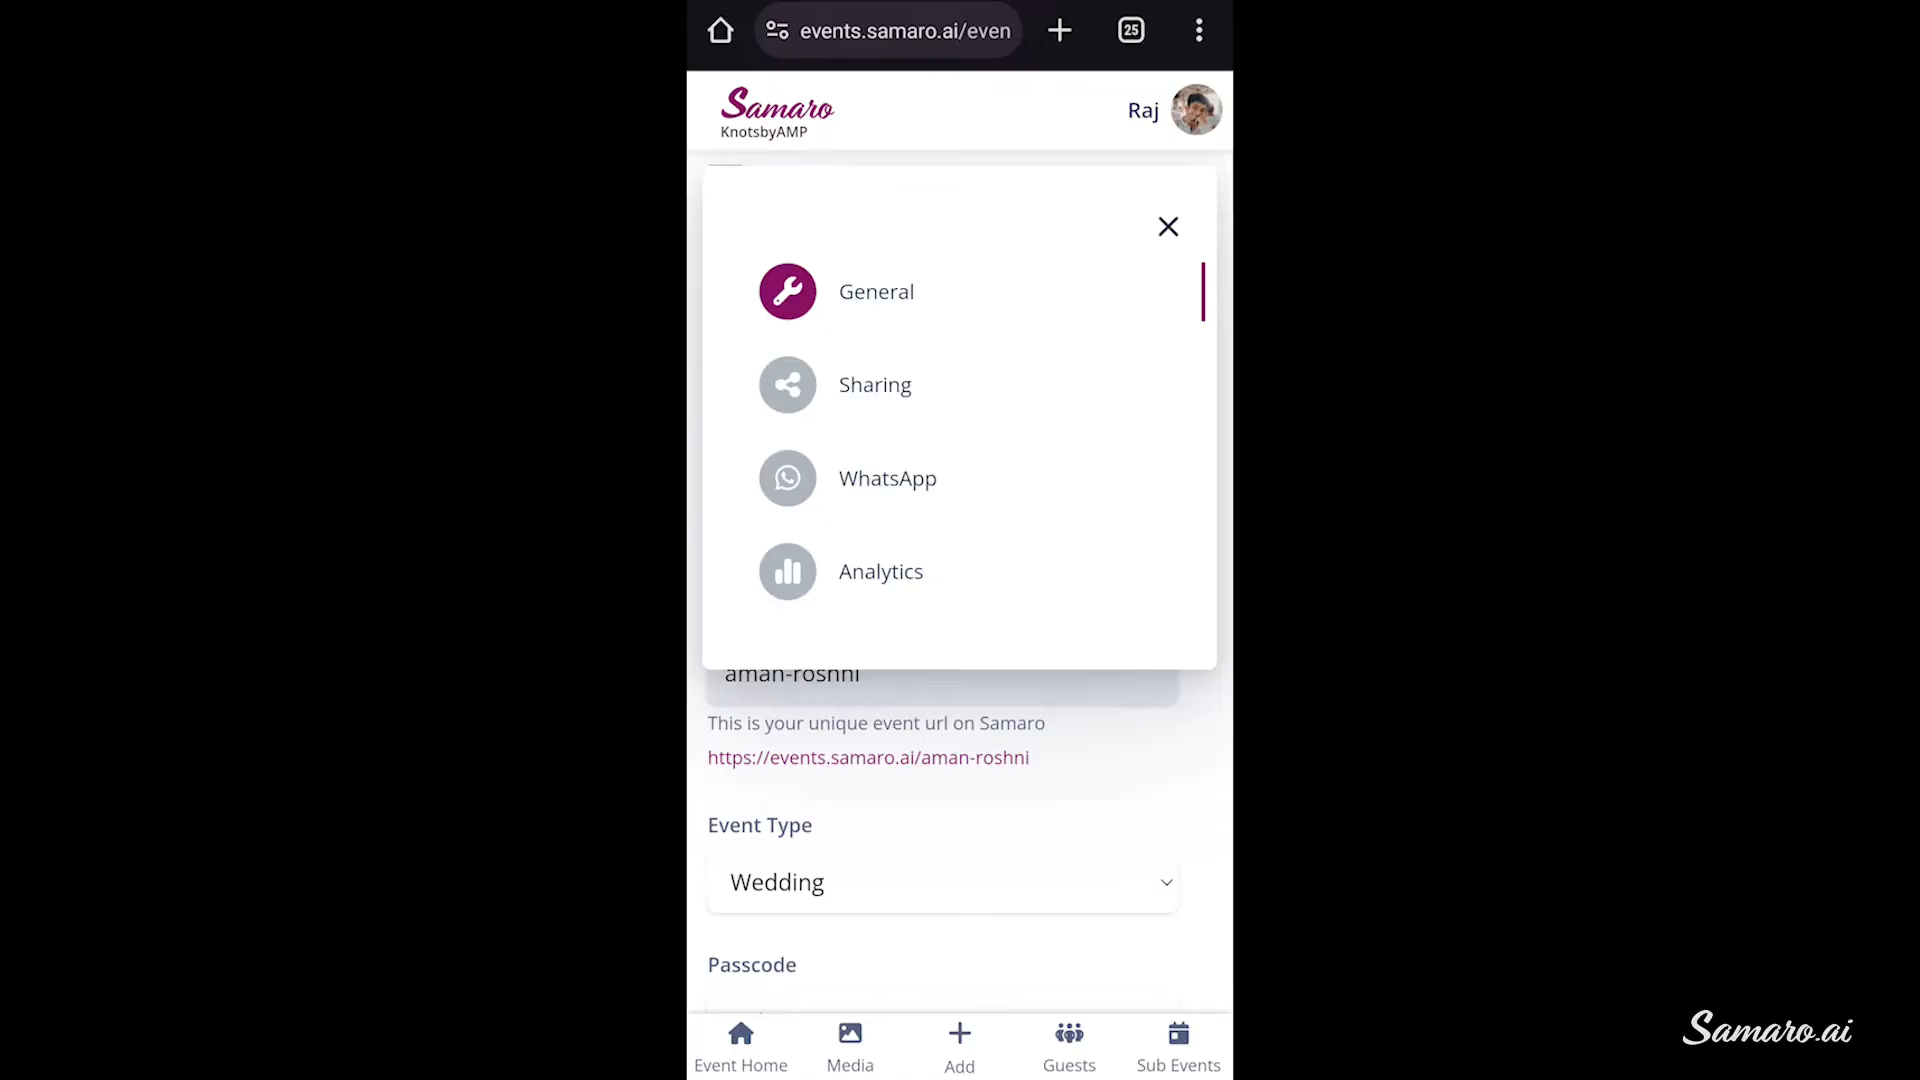 events.samaro.ai/even
25
Samaro
KnotsbyAMP
Raj
General
Sharing
WhatsApp
Analytics
aman-roshni
This is your unique event url on Samaro
https://events.samaro.ai/aman-roshni
Event Type
Wedding
Passcode
Event Home
Media
Add
Guests
Sub Events
Samaro.ai